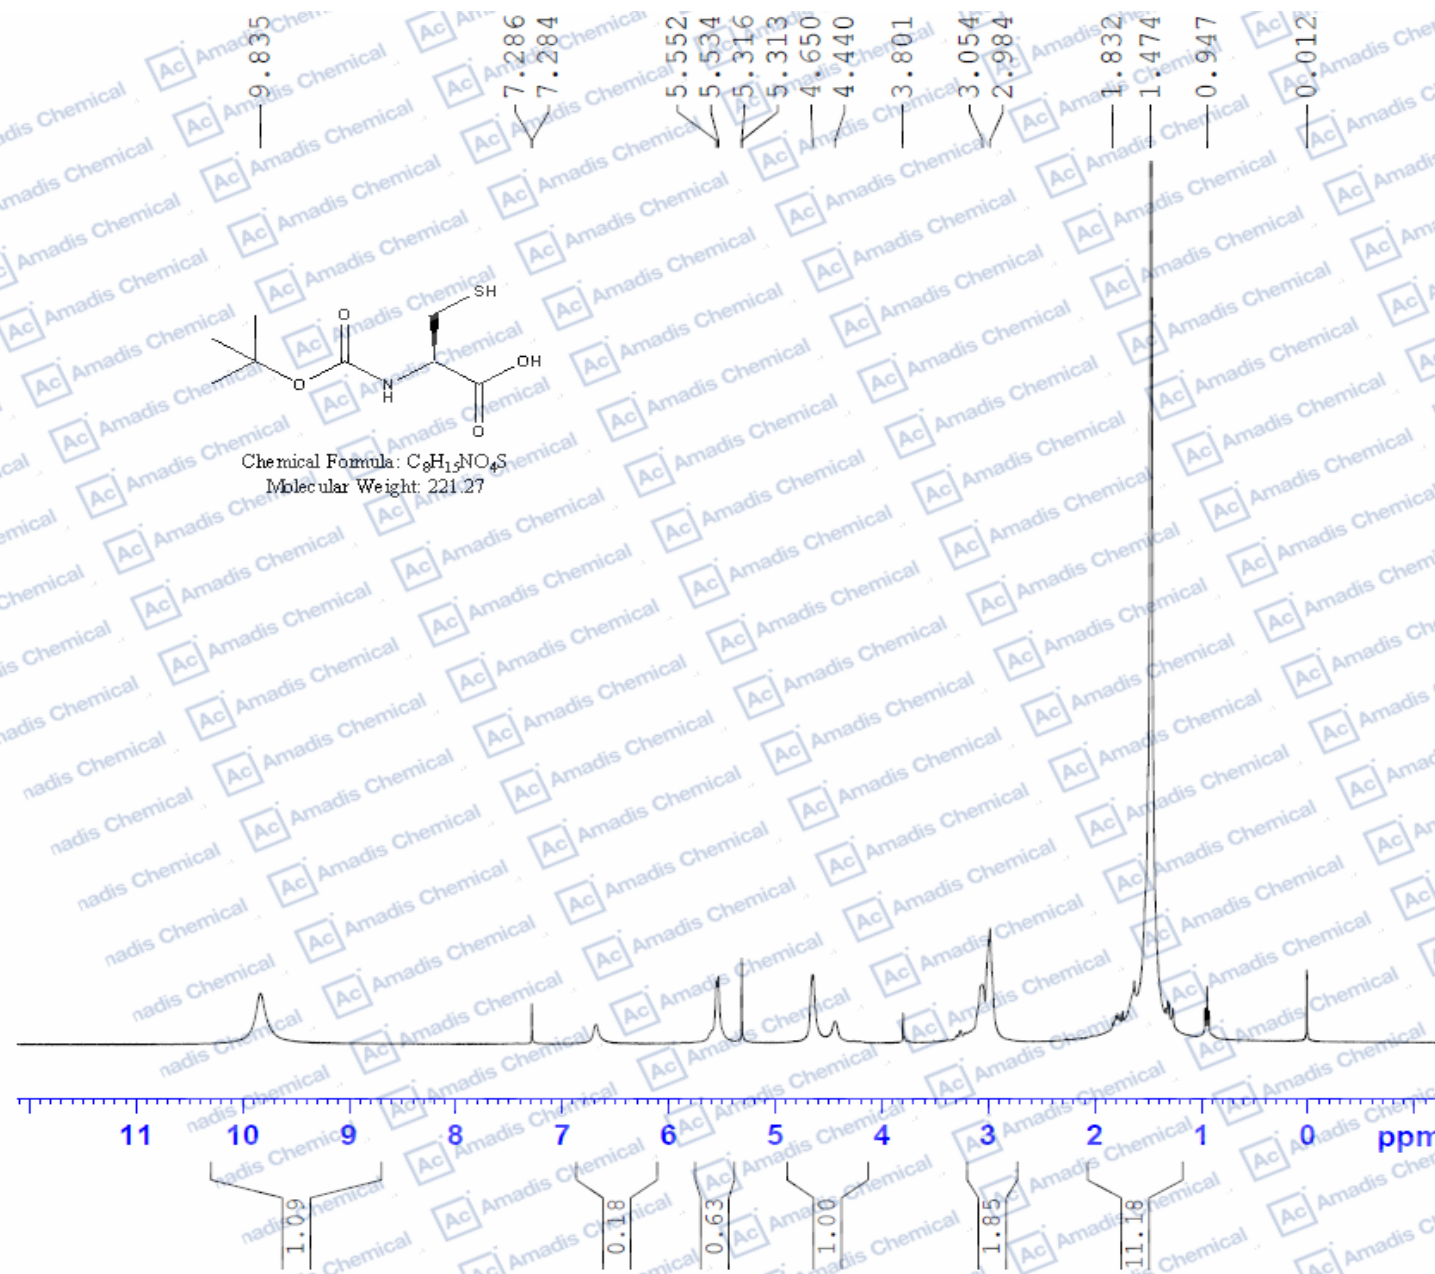 9.835
7.286
7.284
5.552
5.534
5.316
5.313
4.650
4.440
3.801
3.054
2.984
1.832
1.474
0.947
0.012
SH
O
OH
O
N
H
O
Chemical Formula: C₈H₁₅NO₄S
Molecular Weight: 221.27
11 10 9 8 7 6 5 4 3 2 1 0 ppm
1.09
0.18
0.63
1.00
1.85
11.18
Ac Amadis Chemical